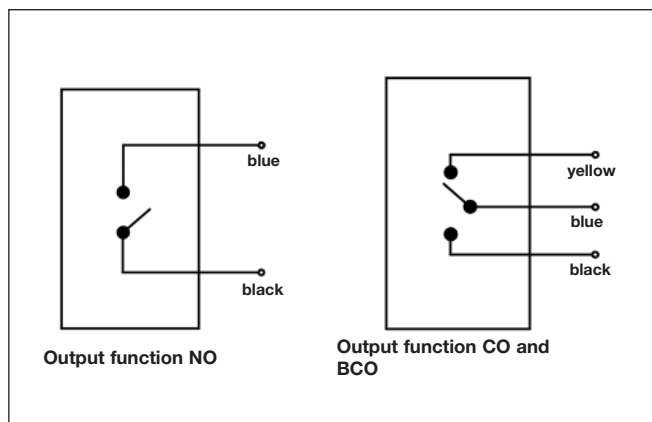 blue
black
Output function NO
yellow
blue
black
Output function CO and
BCO